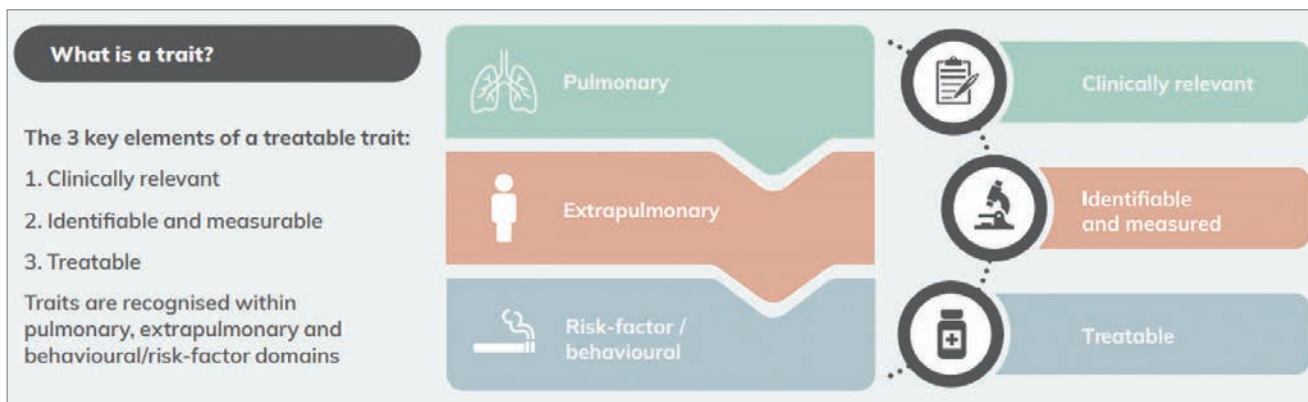 What is a trait?
The 3 key elements of a treatable trait:
1. Clinically relevant
2. Identifiable and measurable
3. Treatable
Traits are recognised within
pulmonary, extrapulmonary and
behavioural/risk-factor domains
Pulmonary
Extrapulmonary
Risk-factor /
behavioural
Clinically relevant
Identifiable
and measured
Treatable